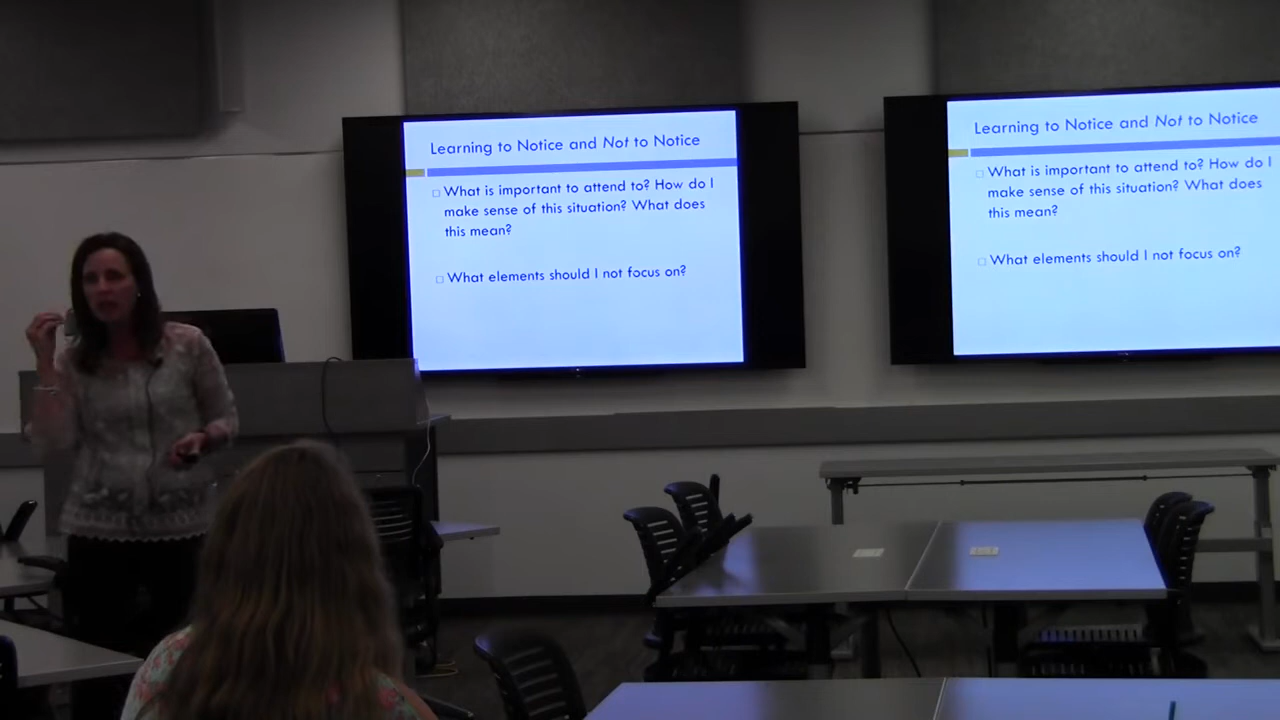 Learning to Notice and Not to Notice
What is important to attend to? How do I
make sense of this situation? What does
this mean?
What elements should I not focus on?
Learning to Notice and Not to Notice
What is important to attend to? How do I
make sense of this situation? What does
this mean?
What elements should I not focus on?